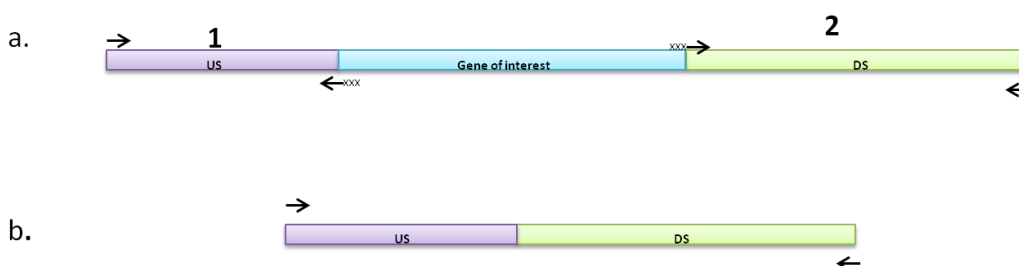 a.
1
2
xxx
US
Gene of interest
DS
xxx
b.
US
DS